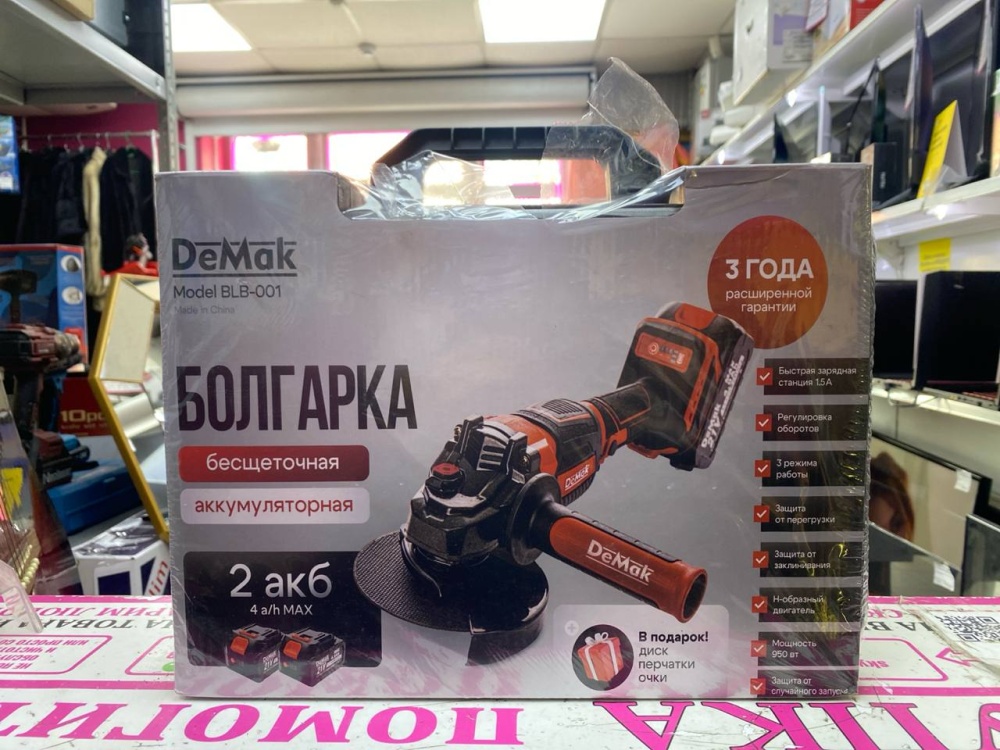 DeMak
Model BLB-001
Made in China
3 ГОДА
расширенной
гарантии
БОЛГАРКА
бесщеточная
аккумуляторная
2 акб
4 a/h MAX
DeMak
DeMak
Быстрая зарядная
станция 1.5А
Регулировка
оборотов
3 режима
работы
Защита
от перегрузки
Защита от
заклинивания
Н-образный
двигатель
Мощность
950 вт
Защита от
случайного запуска
В подарок!
диск
перчатки
очки
10pc
ПОМОГИТ